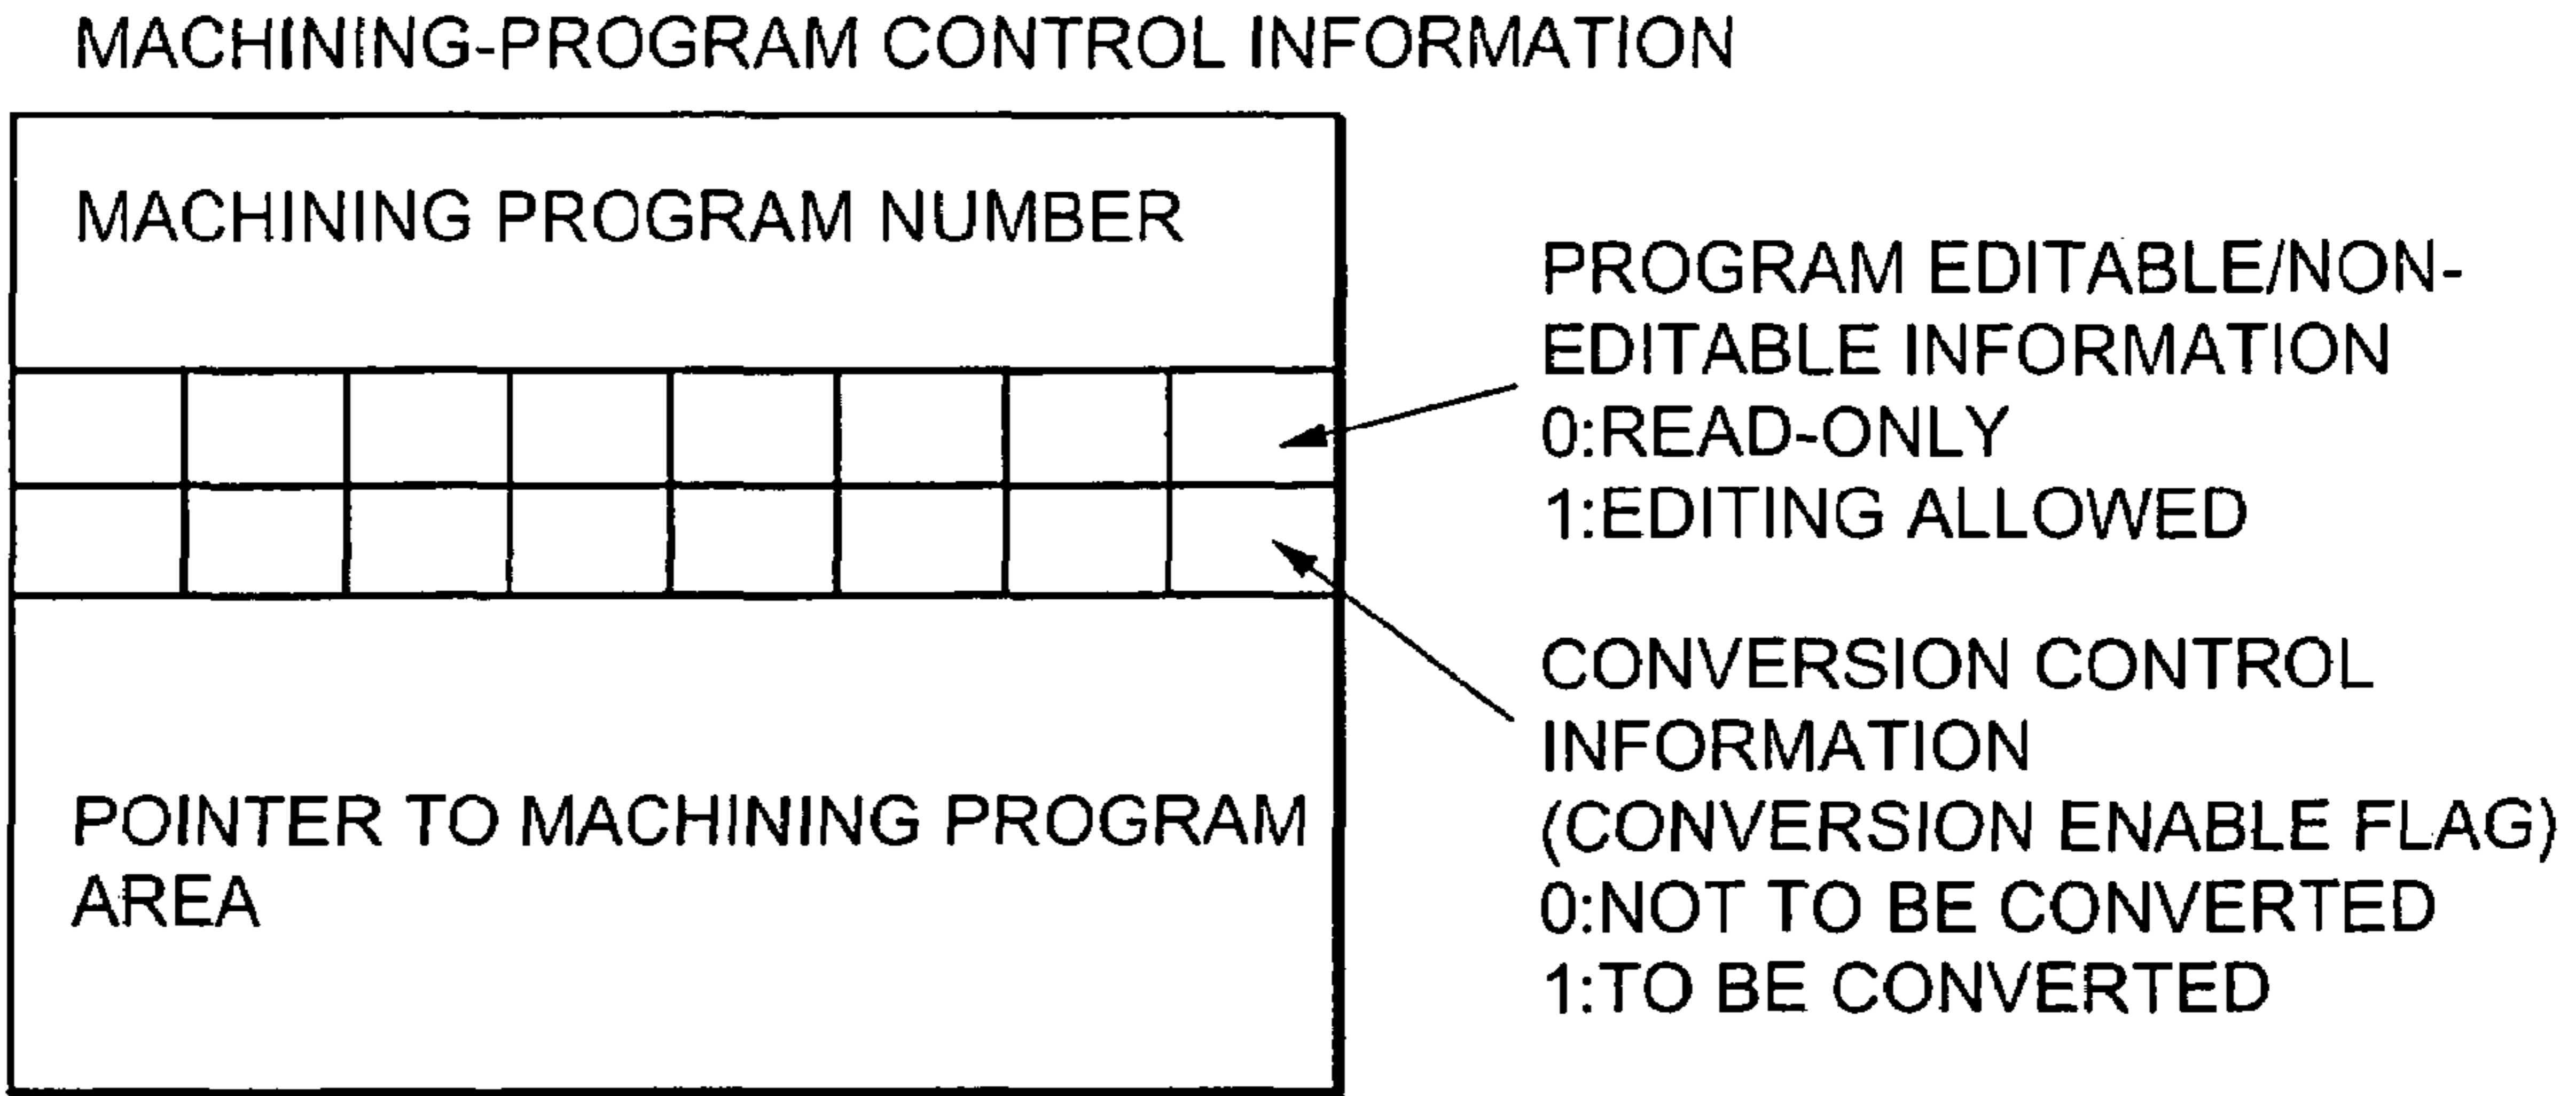 MACHINING-PROGRAM CONTROL INFORMATION
MACHINING PROGRAM NUMBER
PROGRAM EDITABLE/NON-
EDITABLE INFORMATION
0:READ-ONLY
1:EDITING ALLOWED
CONVERSION CONTROL
INFORMATION
(CONVERSION ENABLE FLAG)
0:NOT TO BE CONVERTED
1:TO BE CONVERTED
POINTER TO MACHINING PROGRAM
AREA